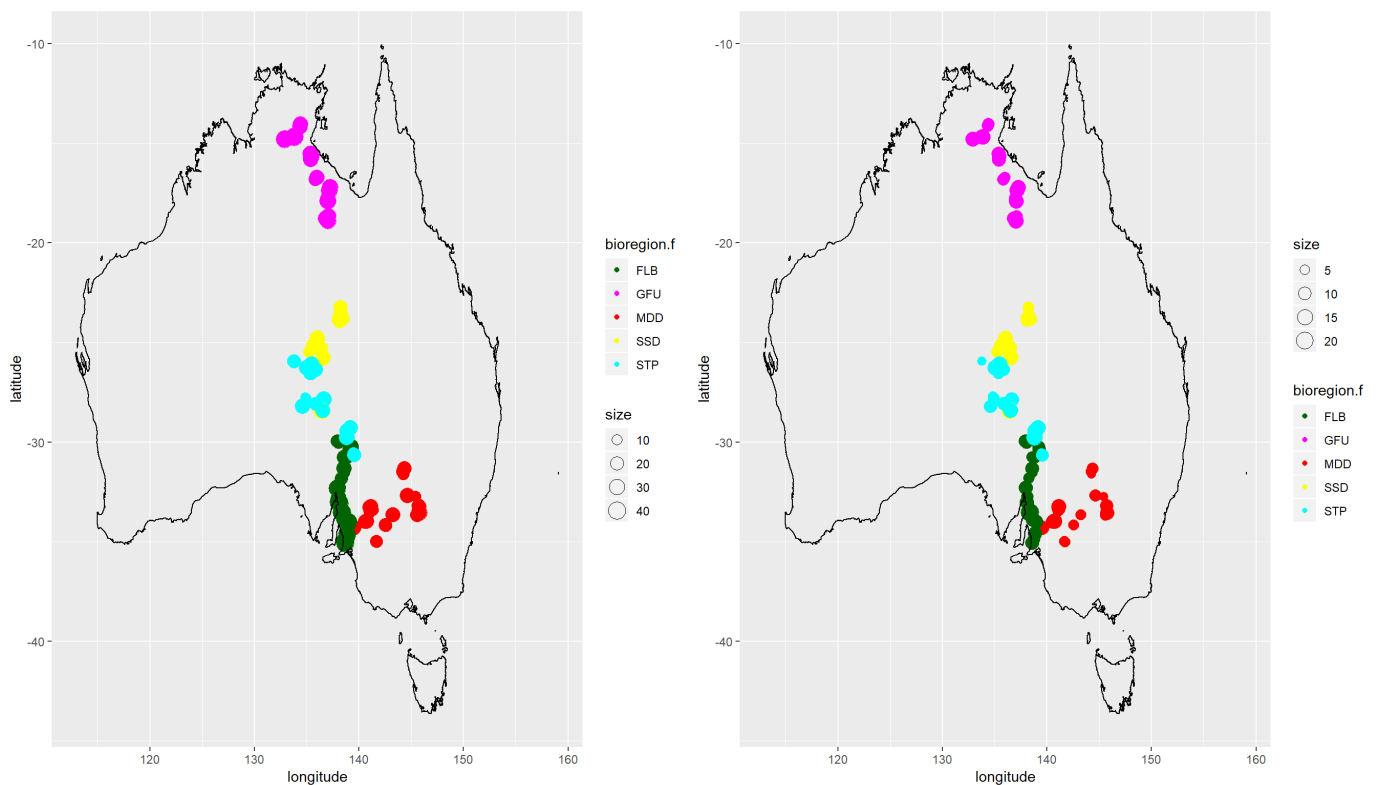 -10
-20
-30
-40
latitude
120
130
140
150
160
longitude
bioregion.f
FLB
GFU
MDD
SSD
STP
size
10
20
30
40
-10
-20
-30
-40
latitude
120
130
140
150
160
longitude
size
5
10
15
20
bioregion.f
FLB
GFU
MDD
SSD
STP